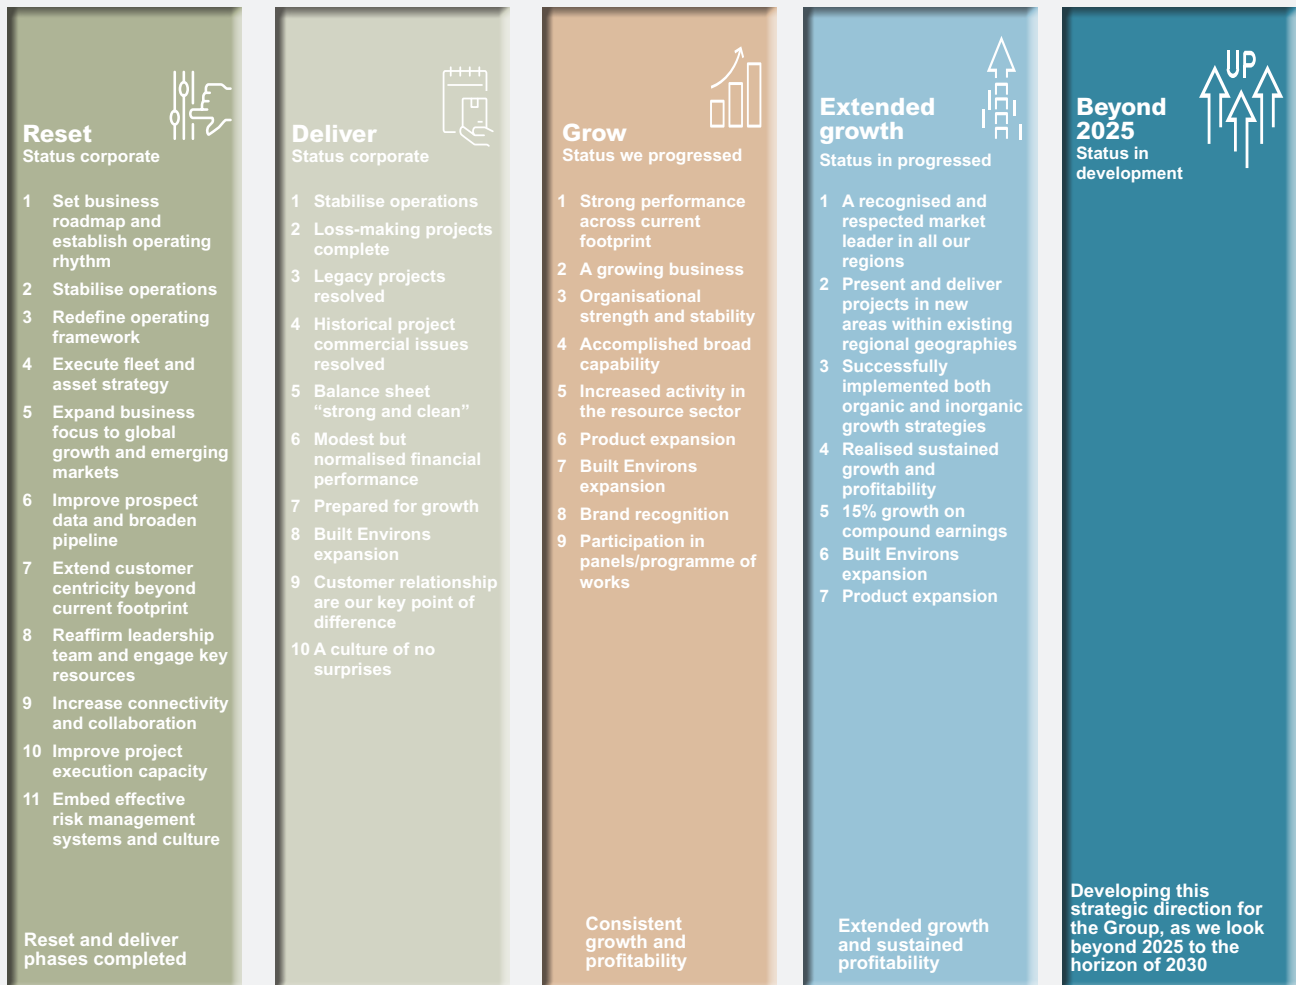 Reset
Status corporate
1 Set business
roadmap and
establish operating
rhythm
2 Stabilise operations
3 Redefine operating
framework
4 Execute fleet and
asset strategy
5 Expand business
focus to global
growth and emerging
markets
6 Improve prospect
data and broaden
pipeline
7 Extend customer
centricity beyond
current footprint
8 Reaffirm leadership
team and engage key
resources
9 Increase connectivity
and collaboration
10 Improve project
execution capacity
11 Embed effective
risk management
systems and culture
Reset and deliver
phases completed
Deliver
Status corporate
1 Stabilise operations
2 Loss-making projects
complete
3 Legacy projects
resolved
4 Historical project
commercial issues
resolved
5 Balance sheet
“strong and clean”
6 Modest but
normalised financial
performance
7 Prepared for growth
8 Built Environs
expansion
9 Customer relationship
are our key point of
difference
10 A culture of no
surprises
Grow
Status we progressed
1 Strong performance
across current
footprint
2 A growing business
3 Organisational
strength and stability
4 Accomplished broad
capability
5 Increased activity in
the resource sector
6 Product expansion
7 Built Environs
expansion
8 Brand recognition
9 Participation in
panels/programme of
works
Consistent
growth and
profitability
Extended
growth
Status in progressed
1 A recognised and
respected market
leader in all our
regions
2 Present and deliver
projects in new
areas within existing
regional geographies
3 Successfully
implemented both
organic and inorganic
growth strategies
4 Realised sustained
growth and
profitability
5 15% growth on
compound earnings
6 Built Environs
expansion
7 Product expansion
Extended growth
and sustained
profitability
UP
Beyond
2025
Status in
development
Developing this
strategic direction for
the Group, as we look
beyond 2025 to the
horizon of 2030